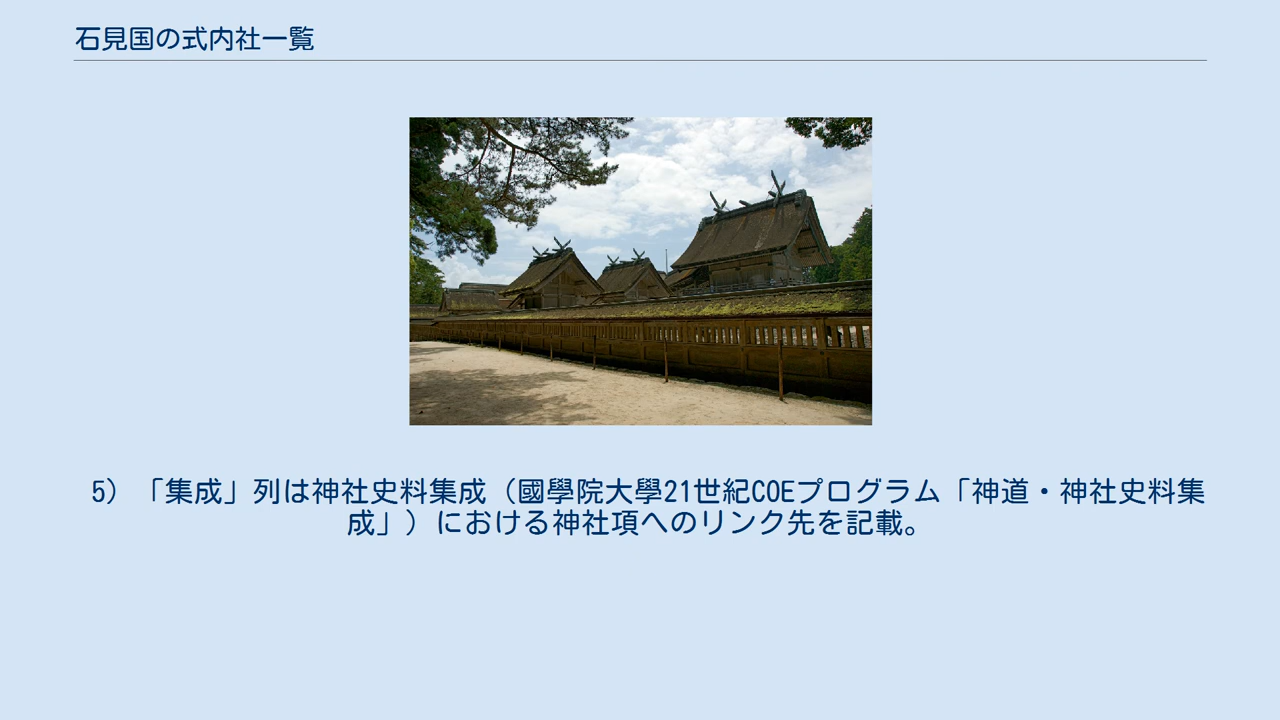 石見国の式内社一覧
5）「集成」列は神社史料集成（國學院大學21世紀COEプログラム「神道・神社史料集
成」）における神社項へのリンク先を記載。